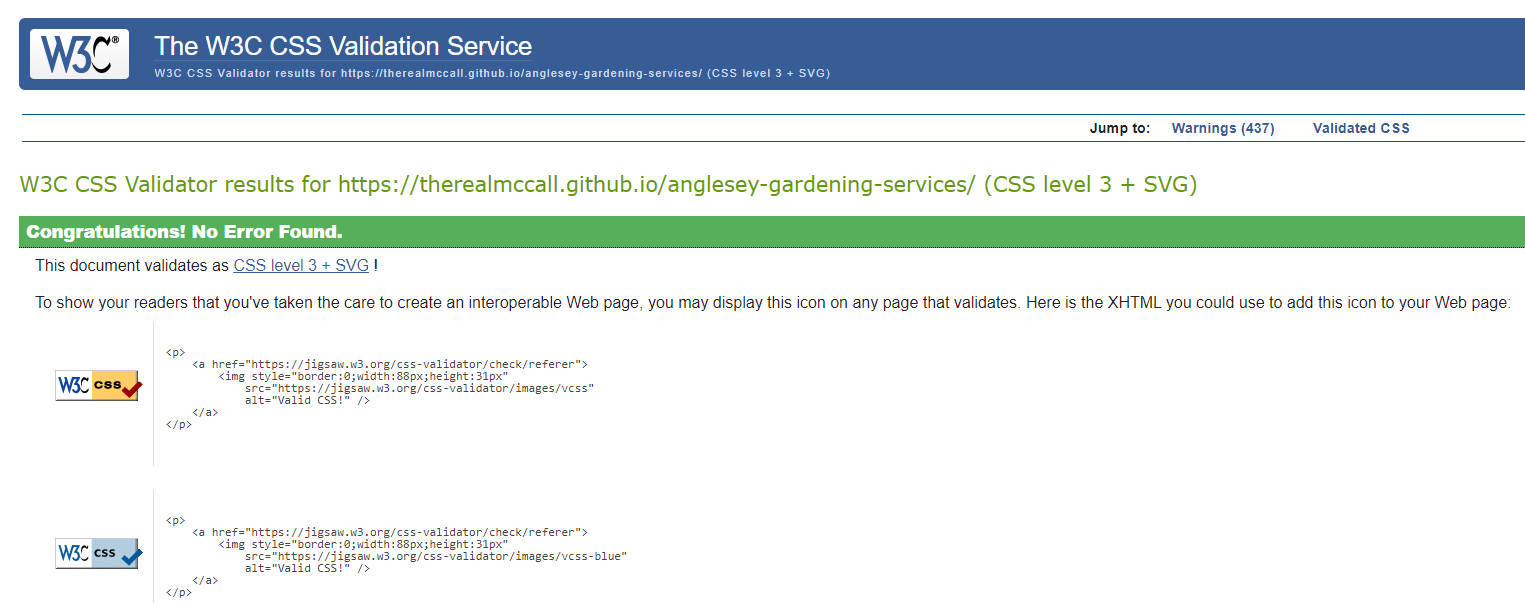 W3C®
The W3C CSS Validation Service
W3C CSS Validator results for https://therealmccall.github.io/anglesey-gardening-services/ (CSS level 3 + SVG)
Jump to: Warnings (437) Validated CSS
W3C CSS Validator results for https://therealmccall.github.io/anglesey-gardening-services/ (CSS level 3 + SVG)
Congratulations! No Error Found.
This document validates as CSS level 3 + SVG !
To show your readers that you've taken the care to create an interoperable Web page, you may display this icon on any page that validates. Here is the XHTML you could use to add this icon to your Web page:
W3C css
<p>
<a href="https://jigsaw.w3.org/css-validator/check/referer">
<img style="border:0;width:88px;height:31px"
src="https://jigsaw.w3.org/css-validator/images/vcss"
alt="Valid CSS!" />
</a>
</p>
W3C css
<p>
<a href="https://jigsaw.w3.org/css-validator/check/referer">
<img style="border:0;width:88px;height:31px"
src="https://jigsaw.w3.org/css-validator/images/vcss-blue"
alt="Valid CSS!" />
</a>
</p>